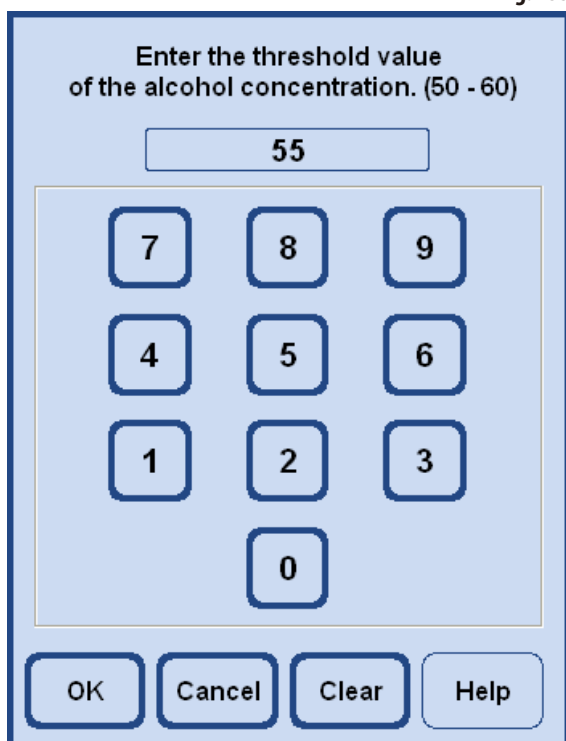 Enter the threshold value
of the alcohol concentration. (50 - 60)
55
7 8 9
4 5 6
1 2 3
0
OK Cancel Clear Help